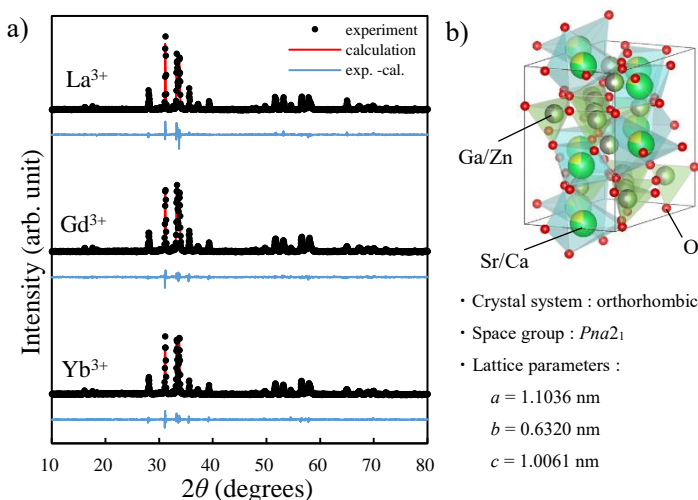 a)
experiment
calculation
exp. -cal.
La³⁺
Gd³⁺
Yb³⁺
Intensity (arb. unit)
10 20 30 40 50 60 70 80
2θ (degrees)
b)
Ga/Zn
O
Sr/Ca
・Crystal system : orthorhombic
・Space group : Pna2₁
・Lattice parameters :
a = 1.1036 nm
b = 0.6320 nm
c = 1.0061 nm